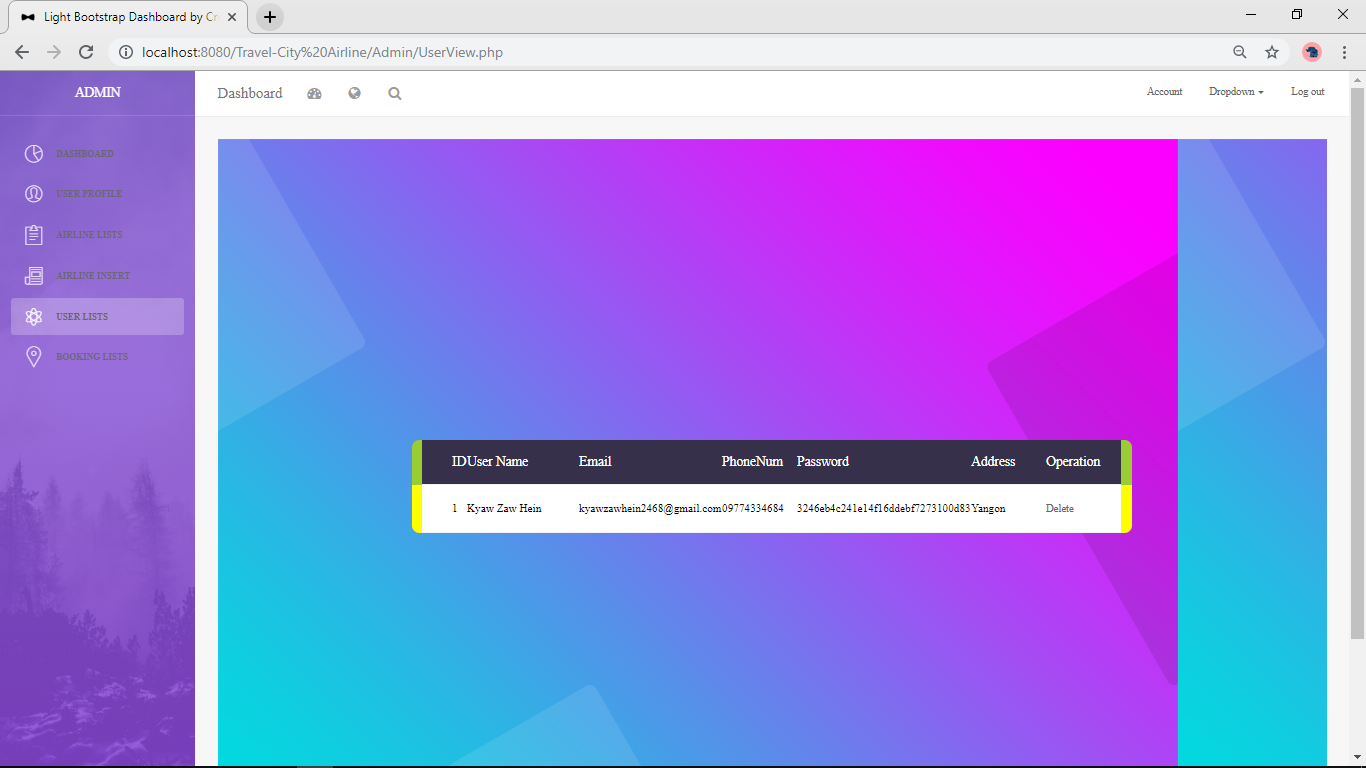 Light Bootstrap Dashboard by Cr
localhost:8080/Travel-City%20Airline/Admin/UserView.php
ADMIN
Dashboard
Account Dropdown Log out
DASHBOARD
USER PROFILE
AIRLINE LISTS
AIRLINE INSERT
USER LISTS
BOOKING LISTS
ID User Name Email PhoneNum Password Address Operation
1 Kyaw Zaw Hein kyawzawhein2468@gmail.com 09774334684 3246eb4c241e14f16ddebf7273100d83 Yangon Delete